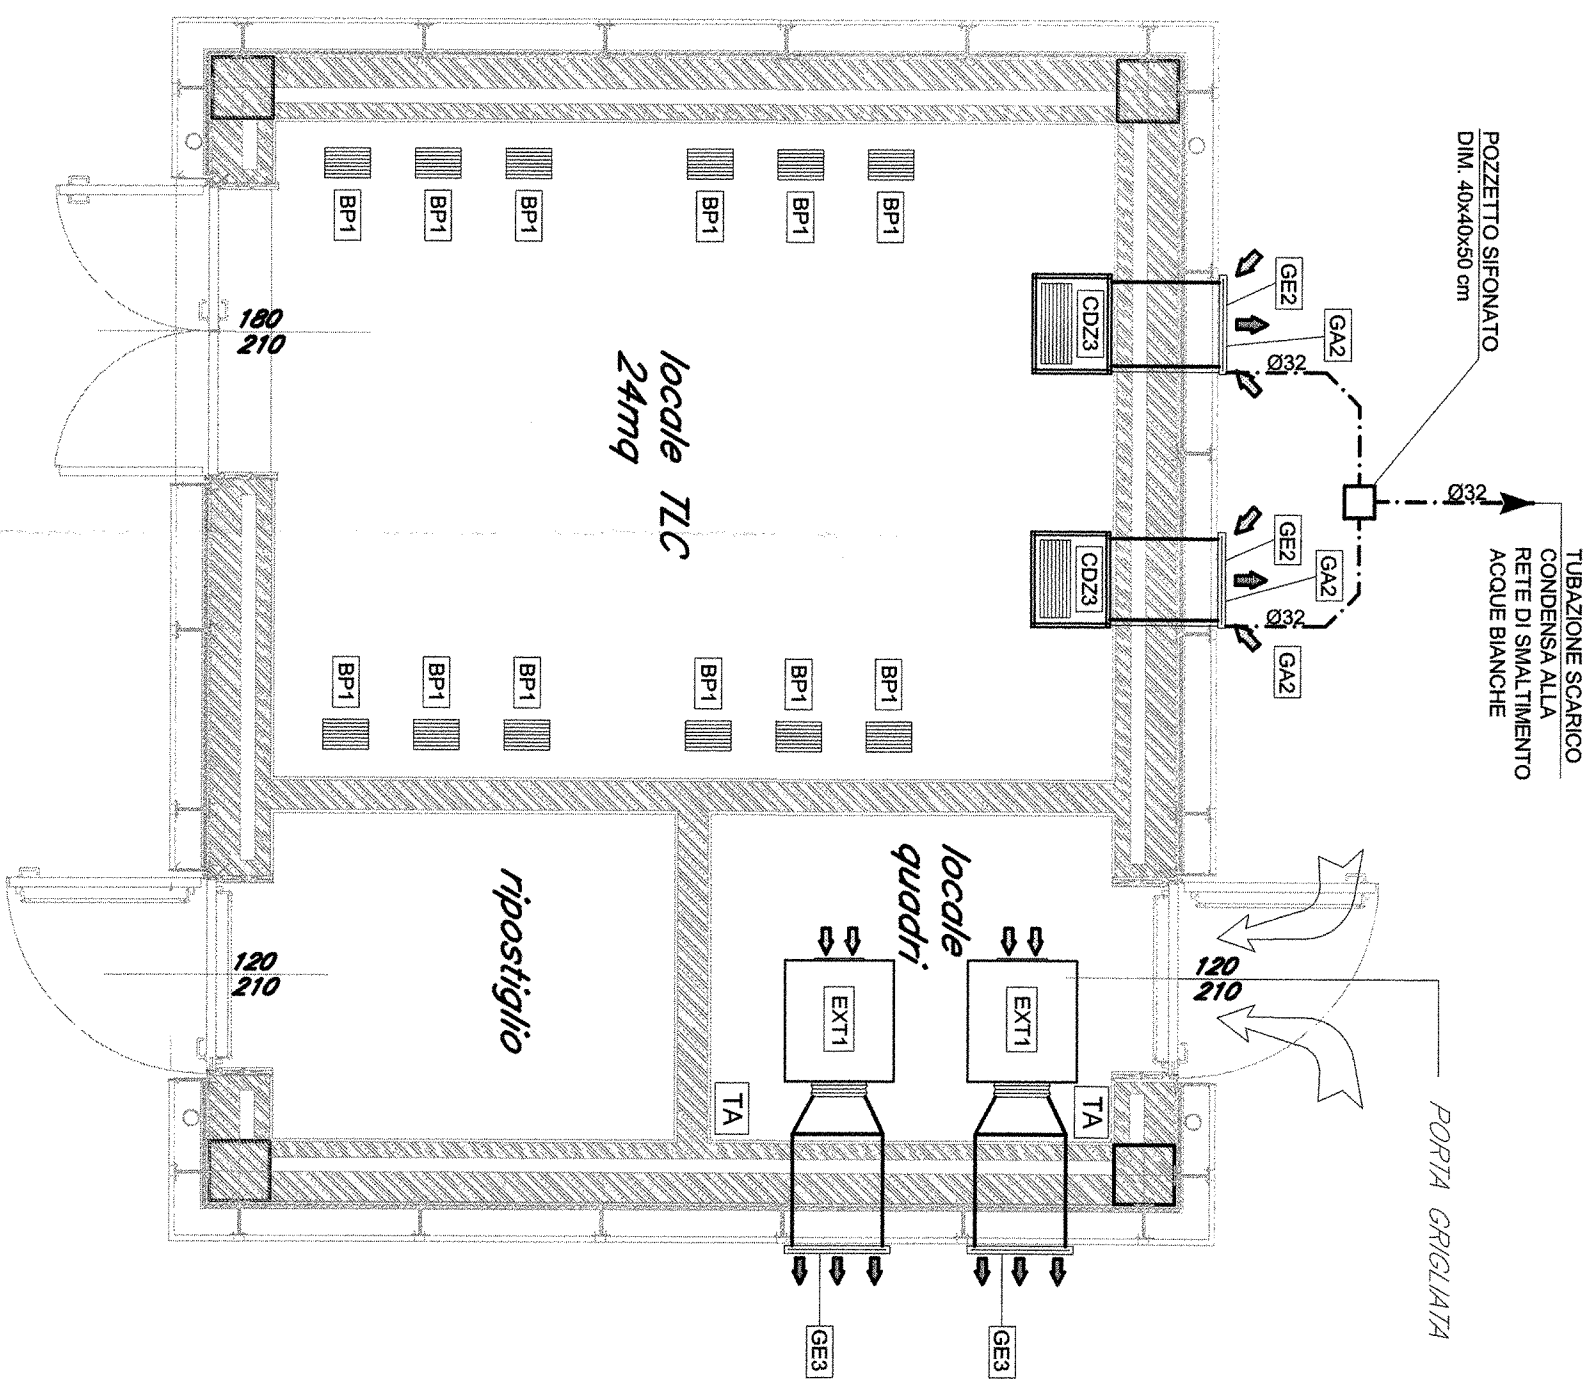 POZZETTO SIFONATO
DIM. 40x40x50 cm
TUBAZIONE SCARICO
CONDENSA ALLA
RETE DI SMALTIMENTO
ACQUE BIANCHE
Ø32
GE2
GA2
Ø32
GE2
GA2
Ø32
GA2
CDZ3
CDZ3
BP1
BP1
BP1
BP1
BP1
BP1
locale TLC
24mq
180
210
BP1
BP1
BP1
BP1
BP1
BP1
locale
quadri
ripostiglio
120
210
120
210
EXT1
EXT1
TA
TA
PORTA GRIGLIATA
GE3
GE3